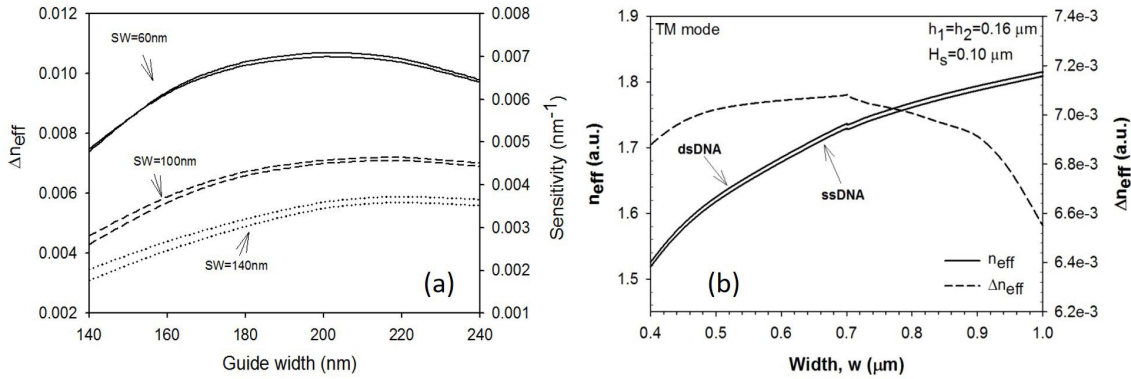 0.012
0.010
0.008
0.006
0.004
0.002
Δneff
0.008
0.007
0.006
0.005
0.004
0.003
0.002
0.001
Sensitivity (nm-1)
SW=60nm
SW=100nm
SW=140nm
(a)
140 160 180 200 220 240
Guide width (nm)
1.9
1.8
1.7
1.6
1.5
neff (a.u.)
7.4e-3
7.2e-3
7.0e-3
6.8e-3
6.6e-3
6.4e-3
6.2e-3
Δneff (a.u.)
TM mode
h1=h2=0.16 μm
Hs=0.10 μm
dsDNA
ssDNA
(b)
neff
Δneff
0.4 0.5 0.6 0.7 0.8 0.9 1.0
Width, w (μm)